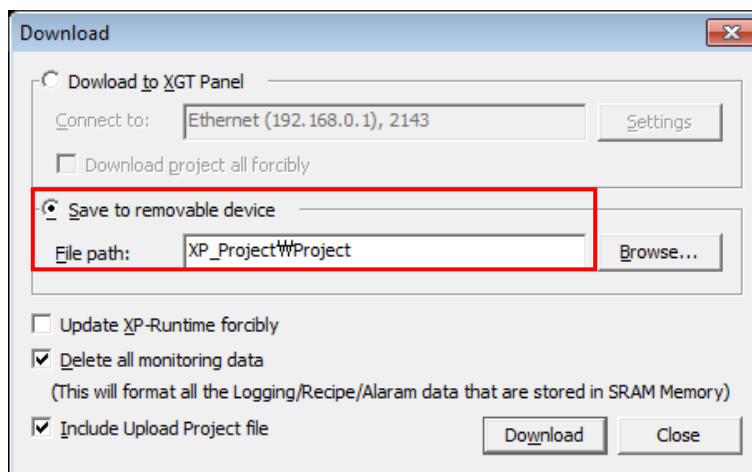 Download
Dowload to XGT Panel
Connect to: Ethernet (192.168.0.1), 2143 Settings
Download project all forcibly
Save to removable device
File path: XP_Project₩Project Browse...
Update XP-Runtime forcibly
Delete all monitoring data
(This will format all the Logging/Recipe/Alaram data that are stored in SRAM Memory)
Include Upload Project file
Download Close